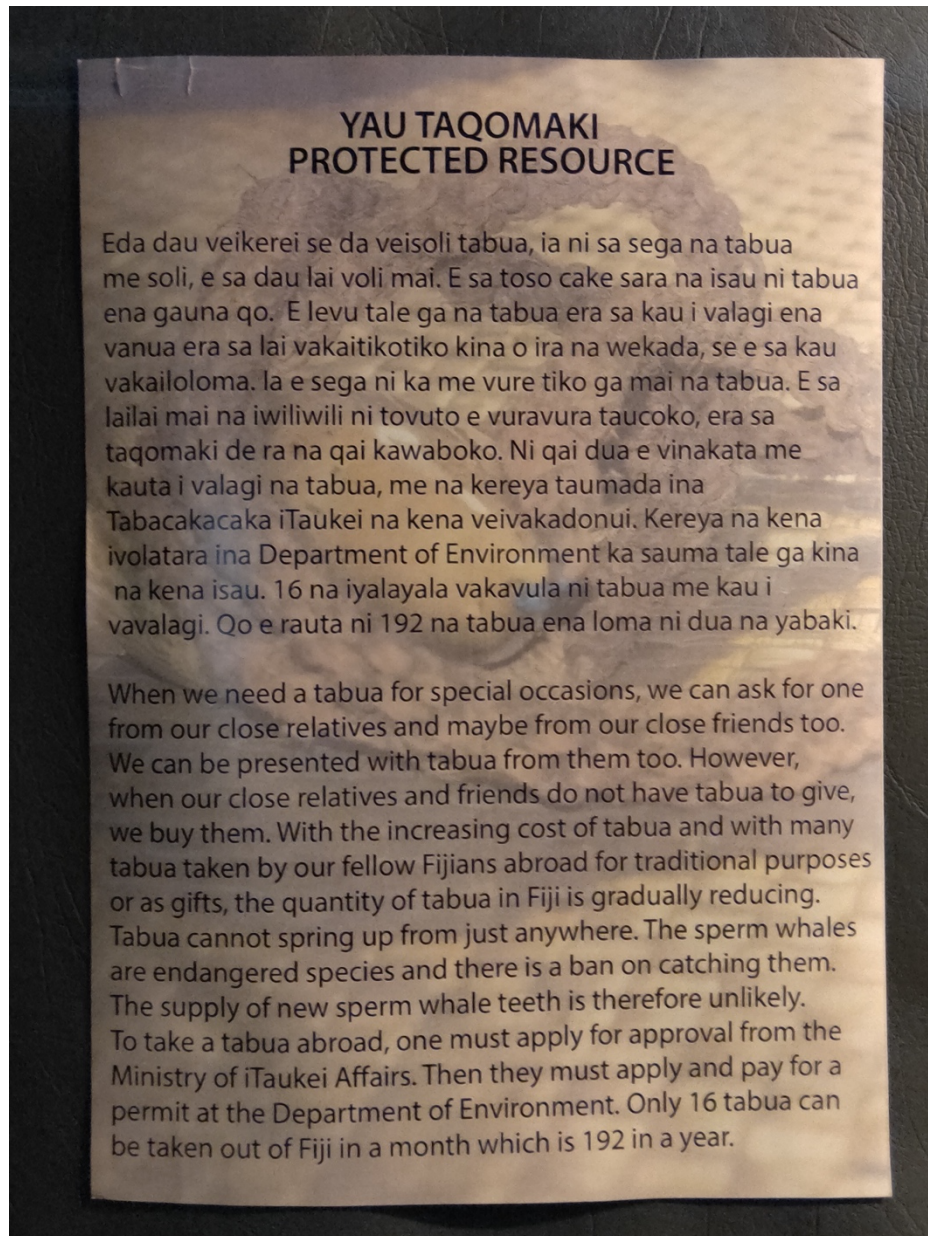 YAU TAQOMAKI
PROTECTED RESOURCE
Eda dau veikerei se da veisoli tabua, ia ni sa sega na tabua
me soli, e sa dau lai voli mai. E sa toso cake sara na isau ni tabua
ena gauna qo. E levu tale ga na tabua era sa kau i valagi ena
vanua era sa lai vakaitikotiko kina o ira na wekada, se e sa kau
vakailoloma. Ia e sega ni ka me vure tiko ga mai na tabua. E sa
lailai mai na iwiliwili ni tovuto e vuravura taucoko, era sa
taqomaki de ra na qai kawaboko. Ni qai dua e vinakata me
kauta i valagi na tabua, me na kereya taumada ina
Tabacakacaka iTaukei na kena veivakadonui. Kereya na kena
ivolatara ina Department of Environment ka sauma tale ga kina
na kena isau. 16 na iyalayala vakavula ni tabua me kau i
vavalagi. Qo e rauta ni 192 na tabua ena loma ni dua na yabaki.
When we need a tabua for special occasions, we can ask for one
from our close relatives and maybe from our close friends too.
We can be presented with tabua from them too. However,
when our close relatives and friends do not have tabua to give,
we buy them. With the increasing cost of tabua and with many
tabua taken by our fellow Fijians abroad for traditional purposes
or as gifts, the quantity of tabua in Fiji is gradually reducing.
Tabua cannot spring up from just anywhere. The sperm whales
are endangered species and there is a ban on catching them.
The supply of new sperm whale teeth is therefore unlikely.
To take a tabua abroad, one must apply for approval from the
Ministry of iTaukei Affairs. Then they must apply and pay for a
permit at the Department of Environment. Only 16 tabua can
be taken out of Fiji in a month which is 192 in a year.